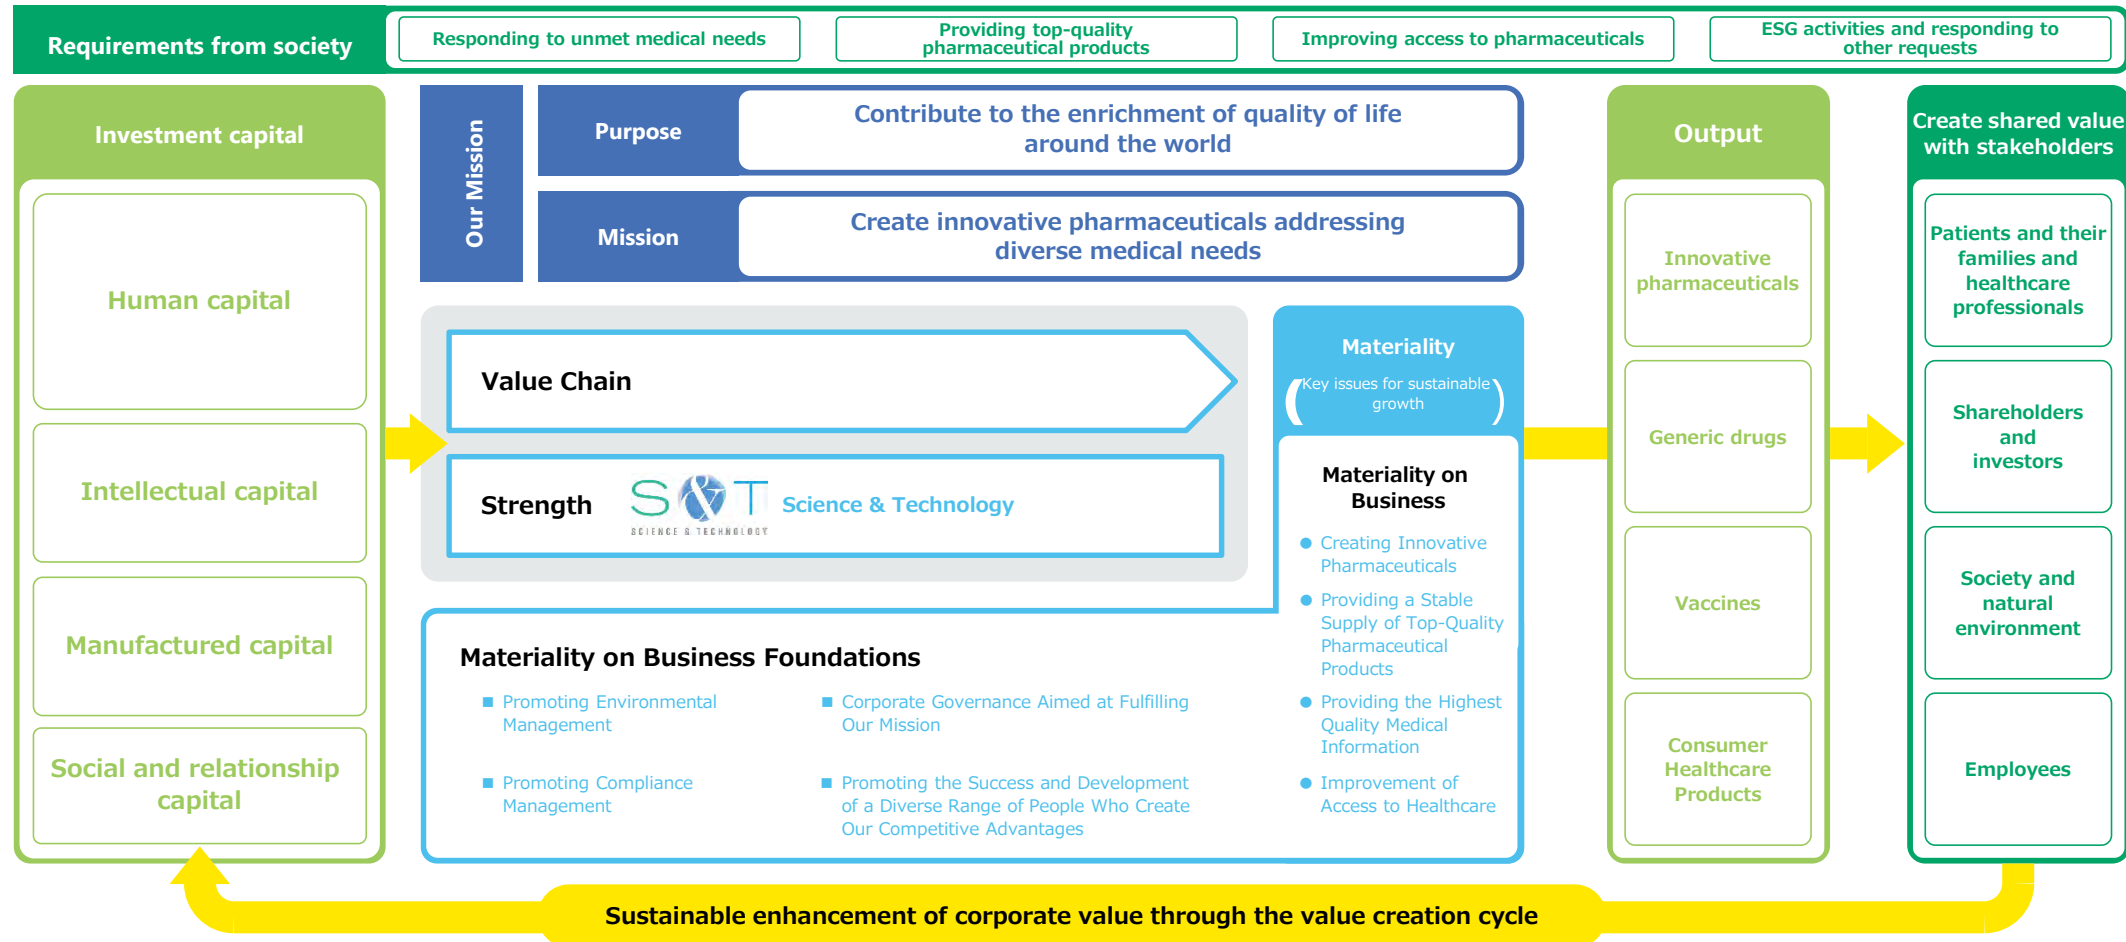 Requirements from society
Responding to unmet medical needs
Providing top-quality
pharmaceutical products
Improving access to pharmaceuticals
ESG activities and responding to
other requests
Investment capital
Human capital
Intellectual capital
Manufactured capital
Social and relationship
capital
Our Mission
Purpose
Contribute to the enrichment of quality of life
around the world
Mission
Create innovative pharmaceuticals addressing
diverse medical needs
Value Chain
Strength
S&T
SCIENCE & TECHNOLOGY
Science & Technology
Materiality
(Key issues for sustainable
growth)
Materiality on
Business
● Creating Innovative
Pharmaceuticals
● Providing a Stable
Supply of Top-Quality
Pharmaceutical
Products
● Providing the Highest
Quality Medical
Information
● Improvement of
Access to Healthcare
Materiality on Business Foundations
■ Promoting Environmental
Management
■ Corporate Governance Aimed at Fulfilling
Our Mission
■ Promoting Compliance
Management
■ Promoting the Success and Development
of a Diverse Range of People Who Create
Our Competitive Advantages
Output
Innovative
pharmaceuticals
Generic drugs
Vaccines
Consumer
Healthcare
Products
Create shared value
with stakeholders
Patients and their
families and
healthcare
professionals
Shareholders
and
investors
Society and
natural
environment
Employees
Sustainable enhancement of corporate value through the value creation cycle